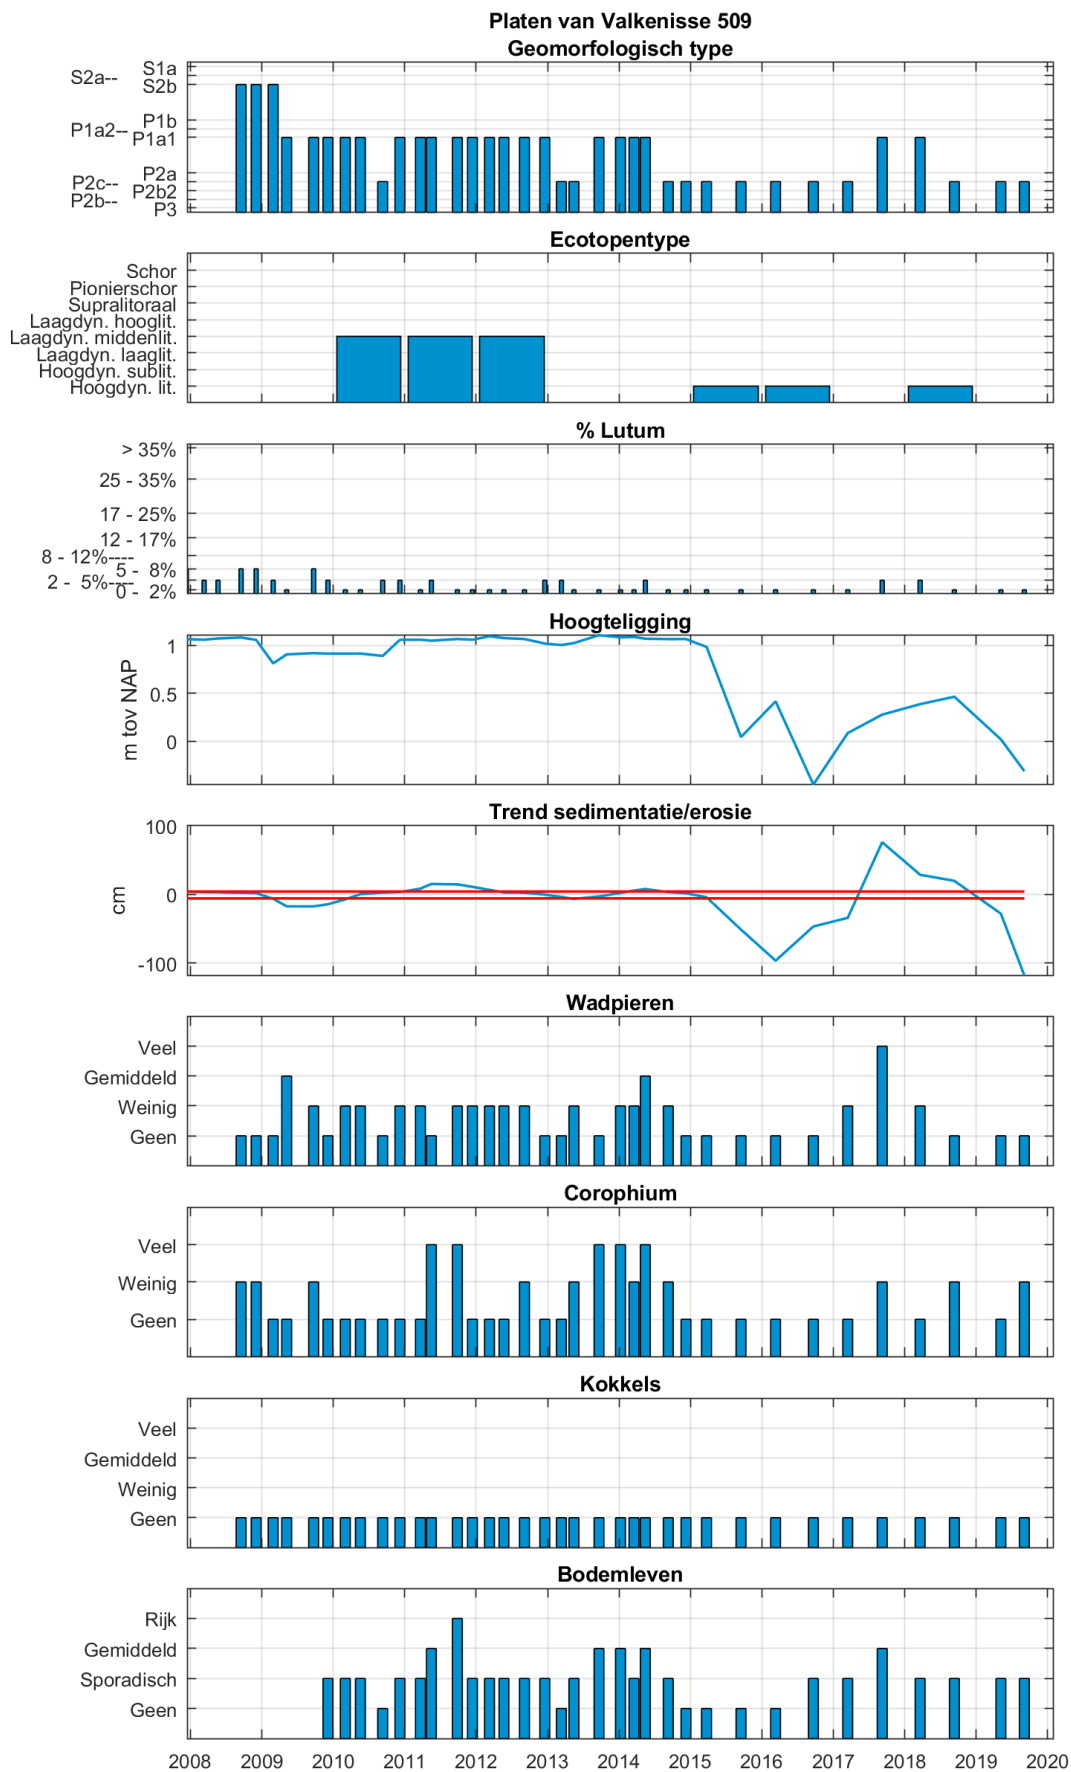 Platen van Valkenisse 509
Geomorfologisch type
S1a
S2a--
S2b
P1b
P1a2--
P1a1
P2a
P2c--
P2b2
P2b--
P3
Ecotopentype
Schor
Pionierschor
Supralitoraal
Laagdyn. hooglit.
Laagdyn. middenlit.
Laagdyn. laaglit.
Hoogdyn. sublit.
Hoogdyn. lit.
% Lutum
> 35%
25 - 35%
17 - 25%
12 - 17%
8 - 12%----
5 - 8%
2 - 5%----
0 - 2%
Hoogteligging
1
0.5
0
m tov NAP
Trend sedimentatie/erosie
100
0
-100
cm
Wadpieren
Veel
Gemiddeld
Weinig
Geen
Corophium
Veel
Weinig
Geen
Kokkels
Veel
Gemiddeld
Weinig
Geen
Bodemleven
Rijk
Gemiddeld
Sporadisch
Geen
2008 2009 2010 2011 2012 2013 2014 2015 2016 2017 2018 2019 2020